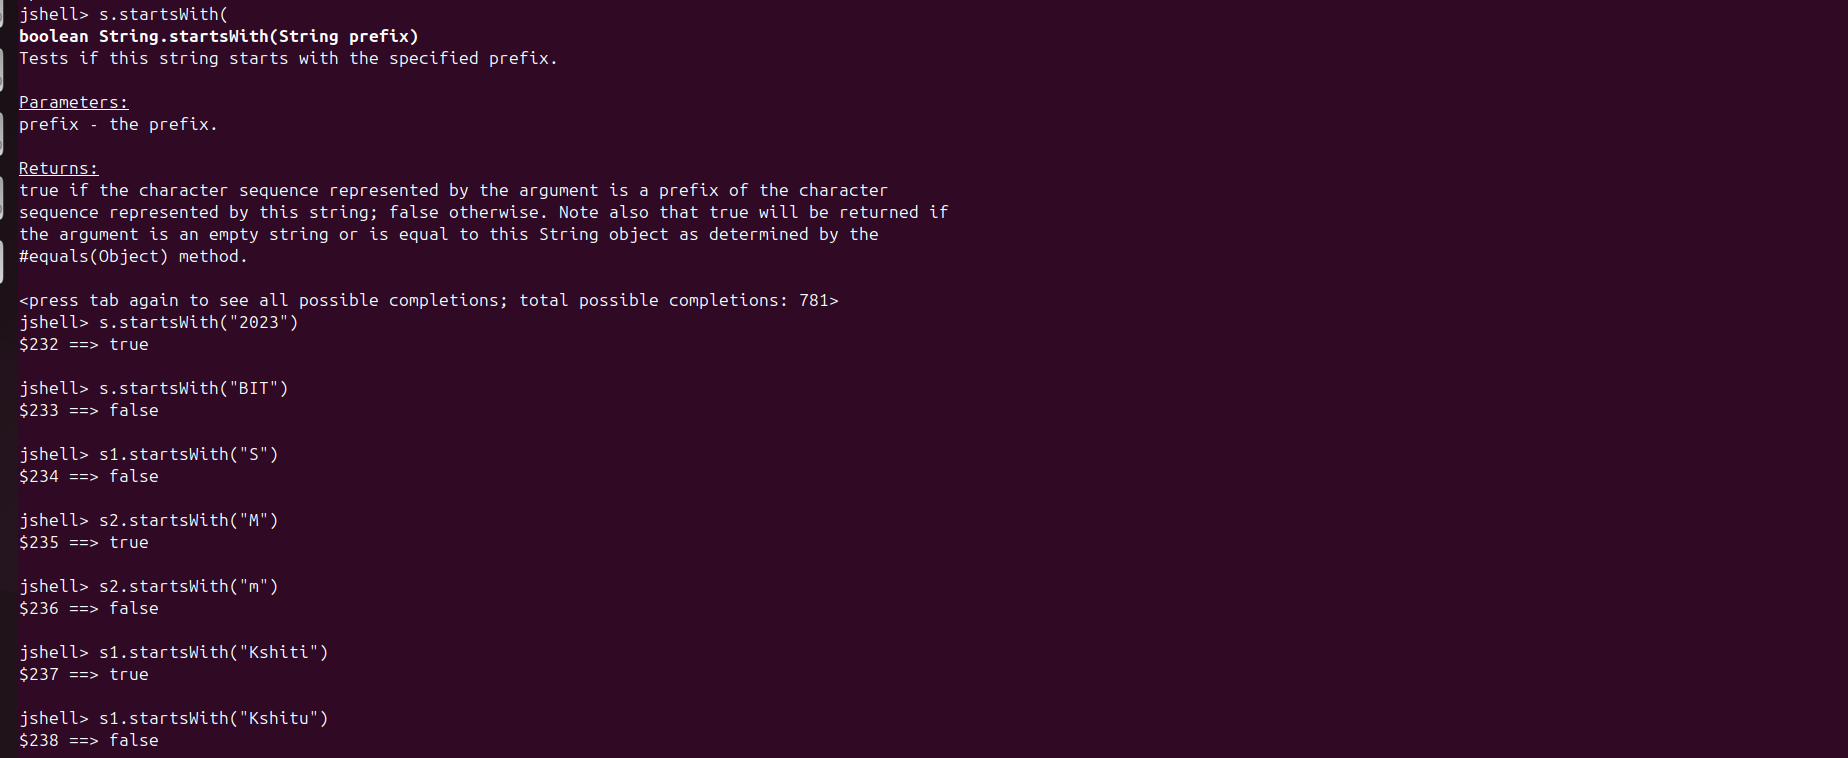 jshell> s.startsWith(
boolean String.startsWith(String prefix)
Tests if this string starts with the specified prefix.
Parameters:
prefix - the prefix.
Returns:
true if the character sequence represented by the argument is a prefix of the character
sequence represented by this string; false otherwise. Note also that true will be returned if
the argument is an empty string or is equal to this String object as determined by the
#equals(Object) method.
<press tab again to see all possible completions; total possible completions: 781>
jshell> s.startsWith("2023")
$232 ==> true
jshell> s.startsWith("BIT")
$233 ==> false
jshell> s1.startsWith("S")
$234 ==> false
jshell> s2.startsWith("M")
$235 ==> true
jshell> s2.startsWith("m")
$236 ==> false
jshell> s1.startsWith("Kshiti")
$237 ==> true
jshell> s1.startsWith("Kshitu")
$238 ==> false